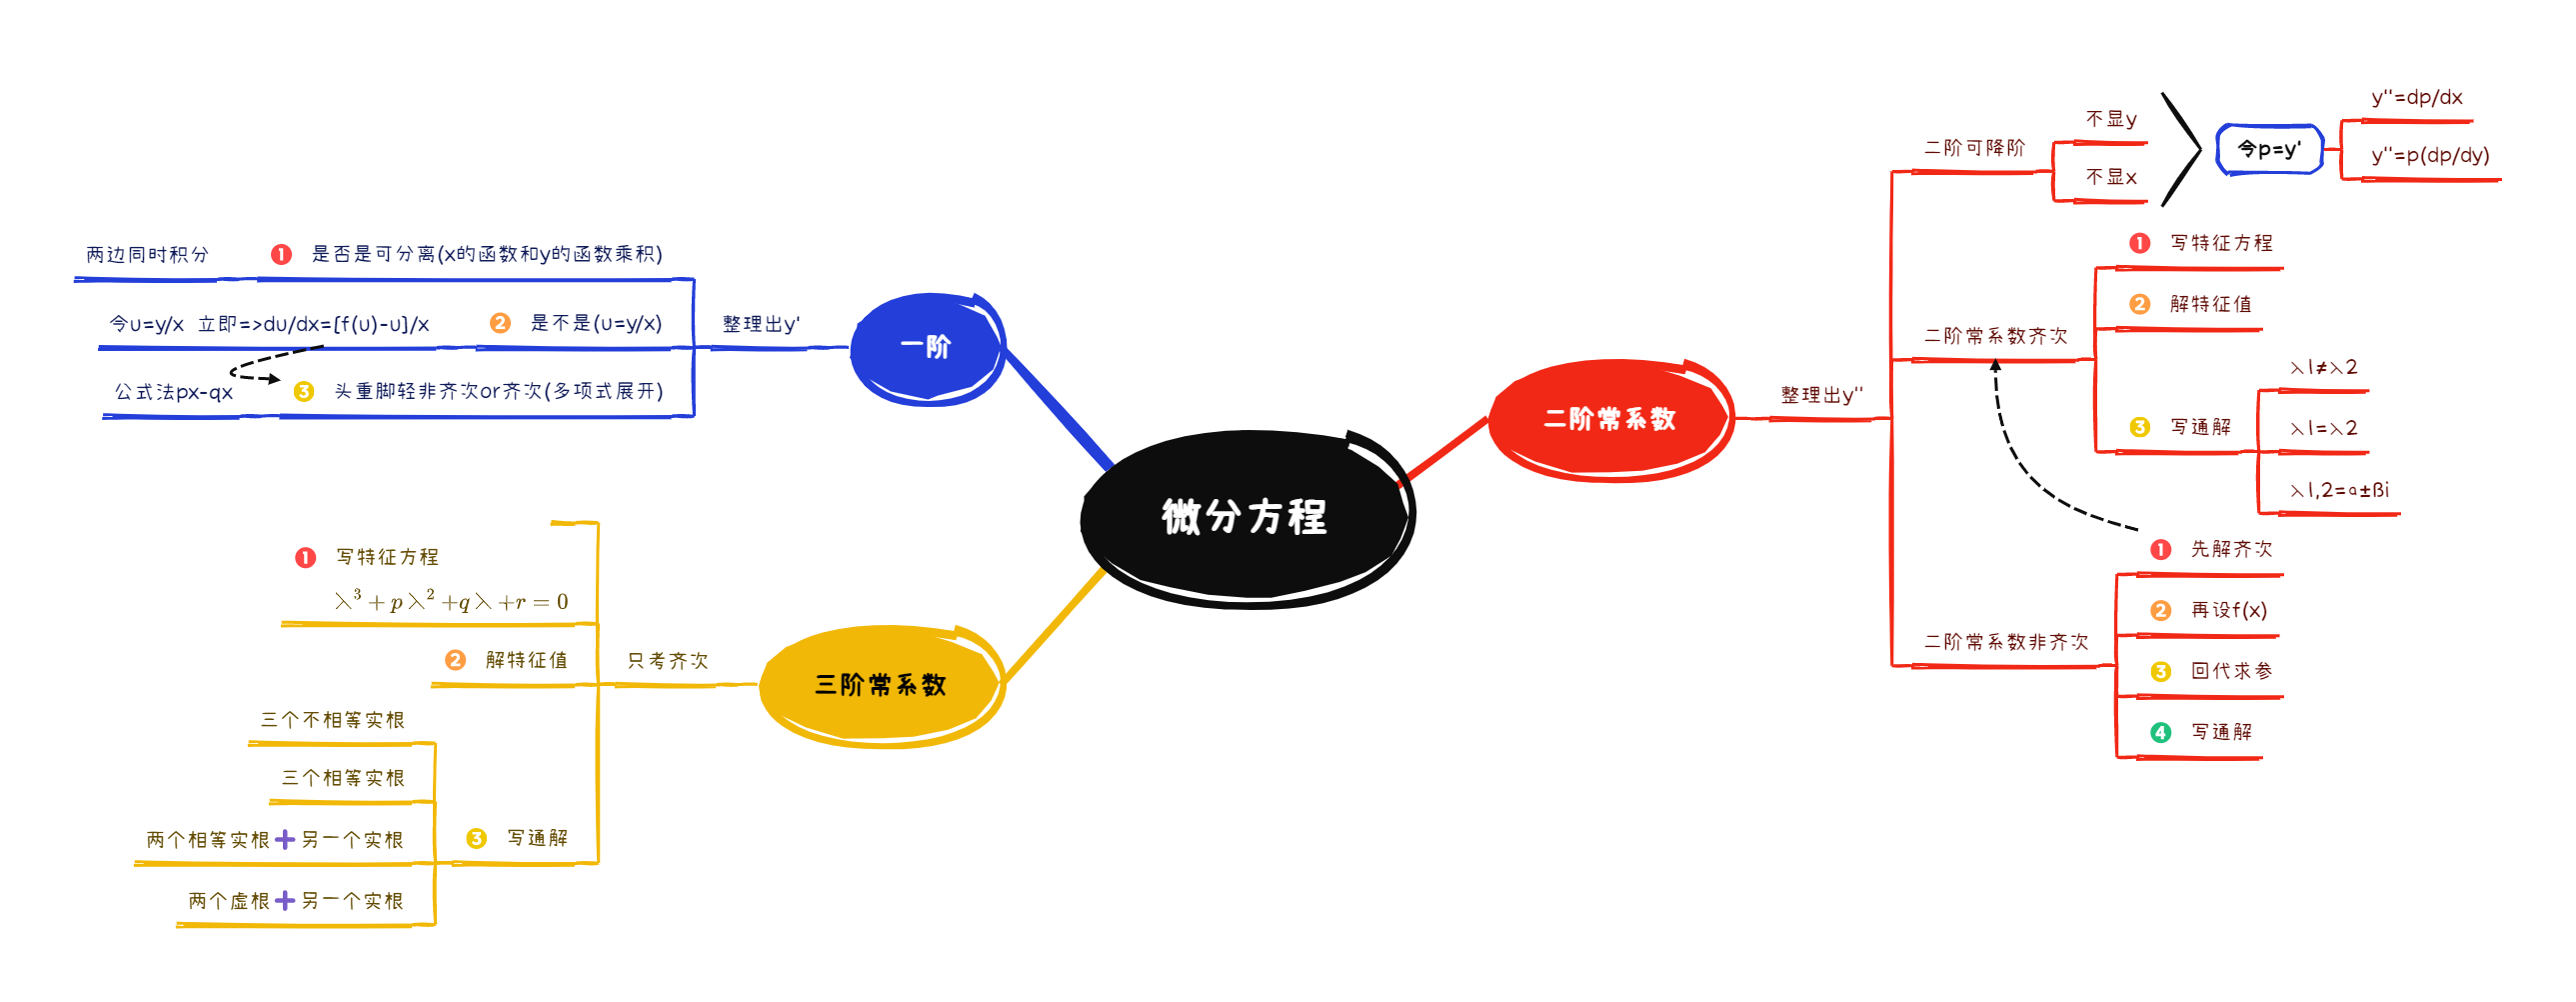 微分方程
一阶
整理出y'
1 是否是可分离(x的函数和y的函数乘积)
两边同时积分
2 是不是(u=y/x)
令u=y/x 立即=>du/dx=[f(u)-u]/x
3 头重脚轻非齐次or齐次(多项式展开)
公式法px-qx
二阶常系数
整理出y''
二阶可降阶
不显y
不显x
令p=y'
y''=dp/dx
y''=p(dp/dy)
二阶常系数齐次
1 写特征方程
2 解特征值
3 写通解
λ1≠λ2
λ1=λ2
λ1,2=α±βi
二阶常系数非齐次
1 先解齐次
2 再设f(x)
3 回代求参
4 写通解
三阶常系数
只考齐次
1 写特征方程
λ³+pλ²+qλ+r=0
2 解特征值
3 写通解
三个不相等实根
三个相等实根
两个相等实根➕另一个实根
两个虚根➕另一个实根